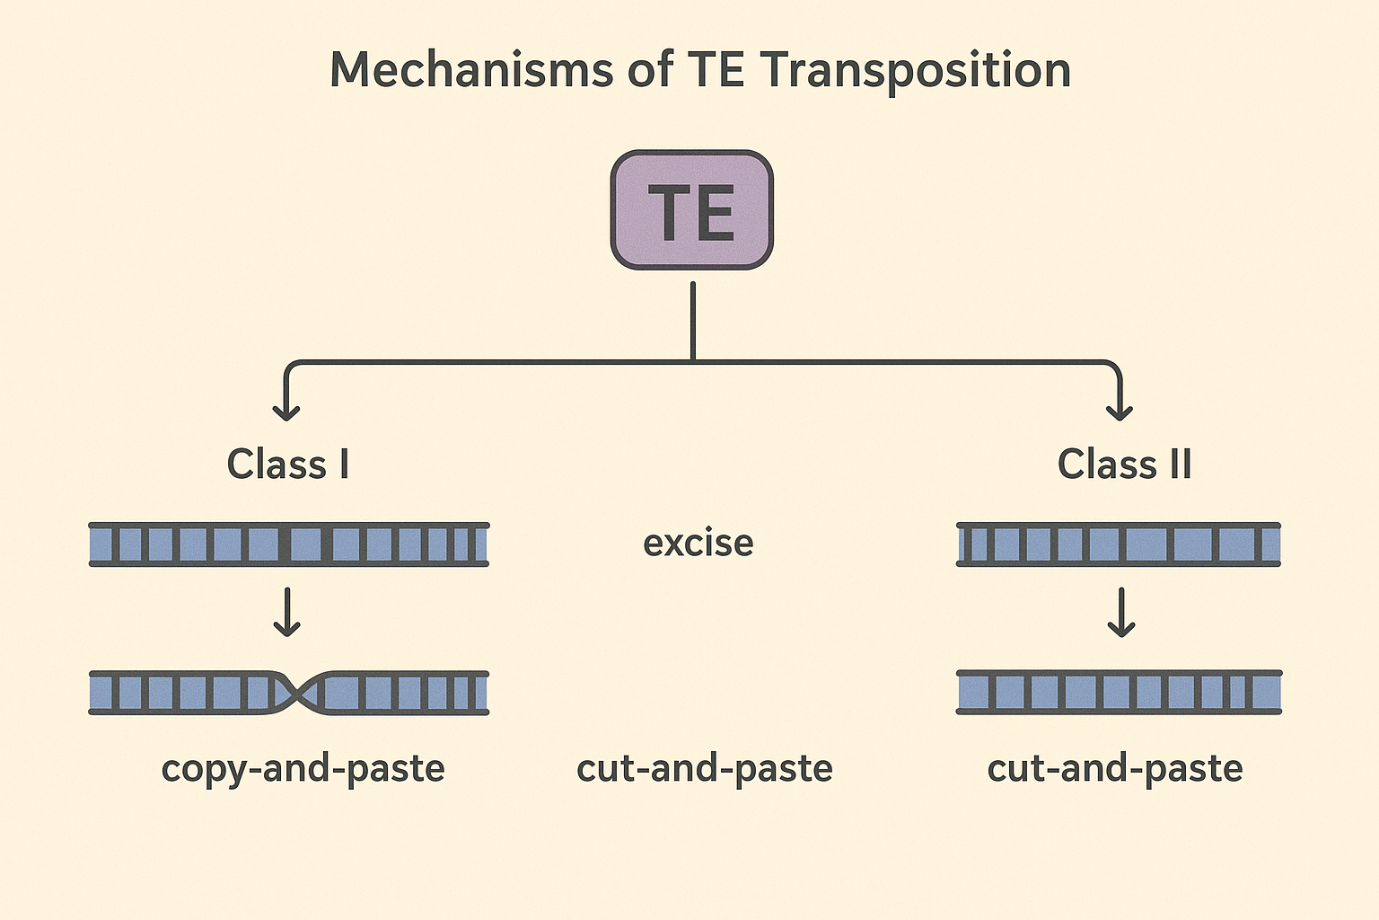 Mechanisms of TE Transposition
TE
Class I
Class II
excise
copy-and-paste
cut-and-paste
cut-and-paste